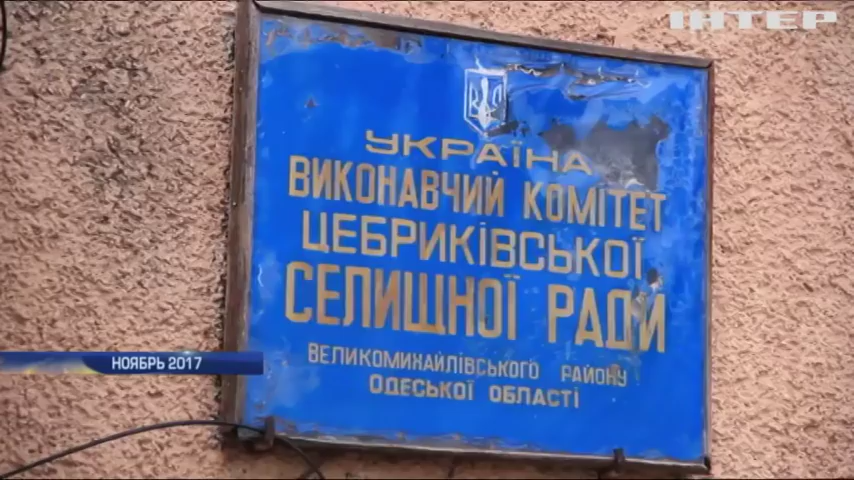 ІНТЕР
УКРАЇНА
ВИКОНАВЧИЙ КОМІТЕТ
ЦЕБРИКІВСЬКОЇ
СЕЛИЩНОЇ РАДИ
ВЕЛИКОМИХАЙЛІВСЬКОГО РАЙОНУ
ОДЕСЬКОЇ ОБЛАСТІ
НОЯБРЬ 2017